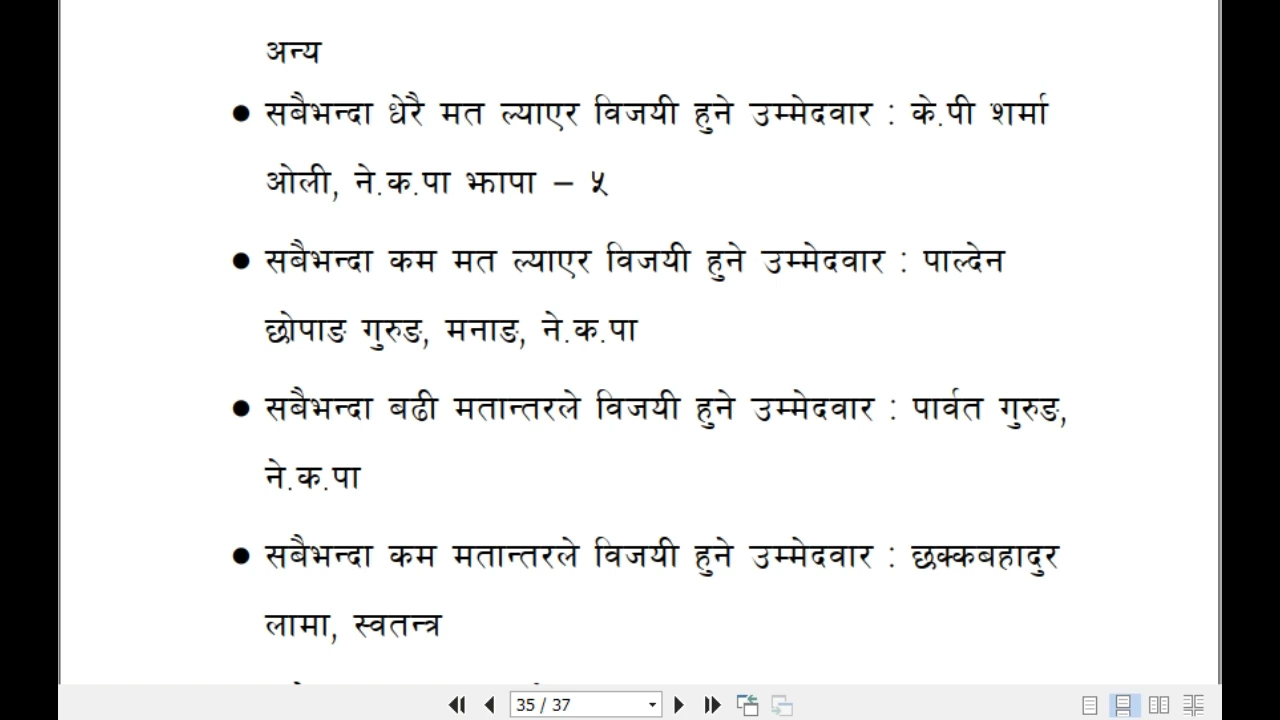 अन्य
● सबैभन्दा धेरै मत ल्याएर विजयी हुने उम्मेदवार : के.पी शर्मा
ओली, ने.क.पा झापा – ५
● सबैभन्दा कम मत ल्याएर विजयी हुने उम्मेदवार : पाल्देन
छोपाङ गुरुङ, मनाङ, ने.क.पा
● सबैभन्दा बढी मतान्तरले विजयी हुने उम्मेदवार : पार्वत गुरुङ,
ने.क.पा
● सबैभन्दा कम मतान्तरले विजयी हुने उम्मेदवार : छक्कबहादुर
लामा, स्वतन्त्र
35 / 37